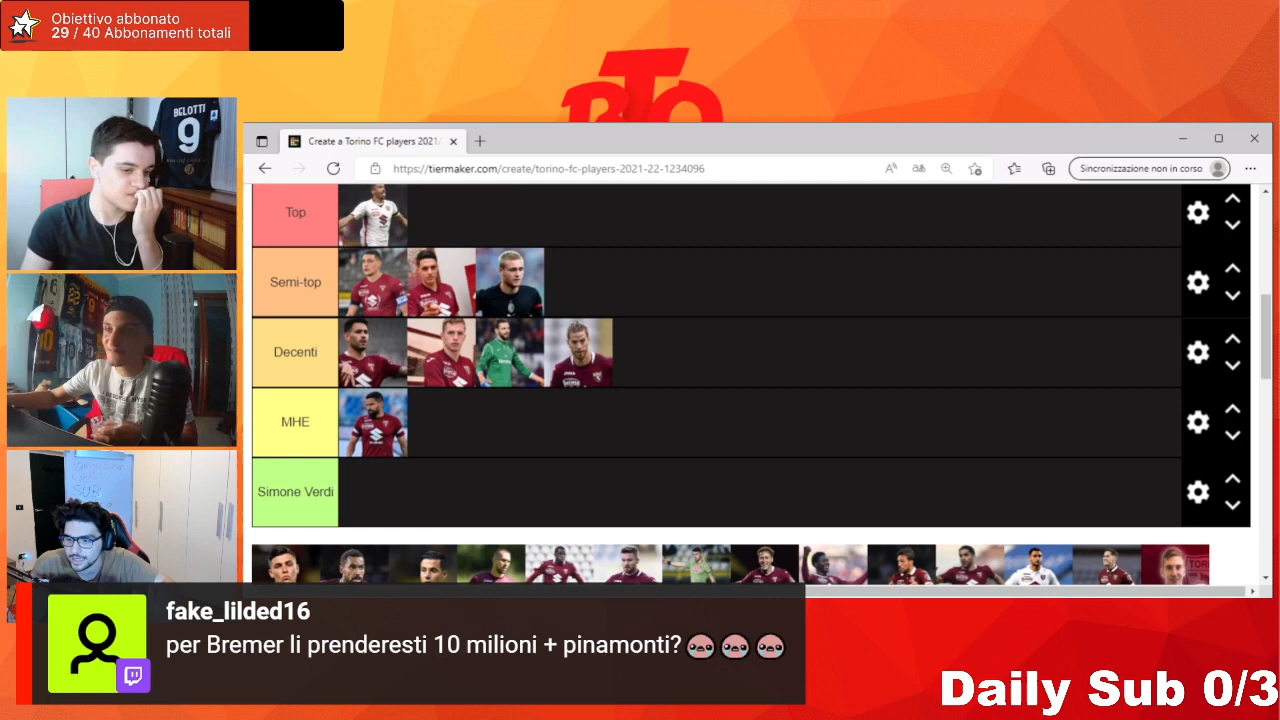 Obiettivo abbonato
29 / 40 Abbonamenti totali
BTO
BELOTTI
9
Create a Torino FC players 2021/
https://tiermaker.com/create/torino-fc-players-2021-22-1234096
Sincronizzazione non in corso
Top
Semi-top
Decenti
MHE
Simone Verdi
SUB
fake_lilded16
per Bremer li prenderesti 10 milioni + pinamonti?
Daily Sub 0/3